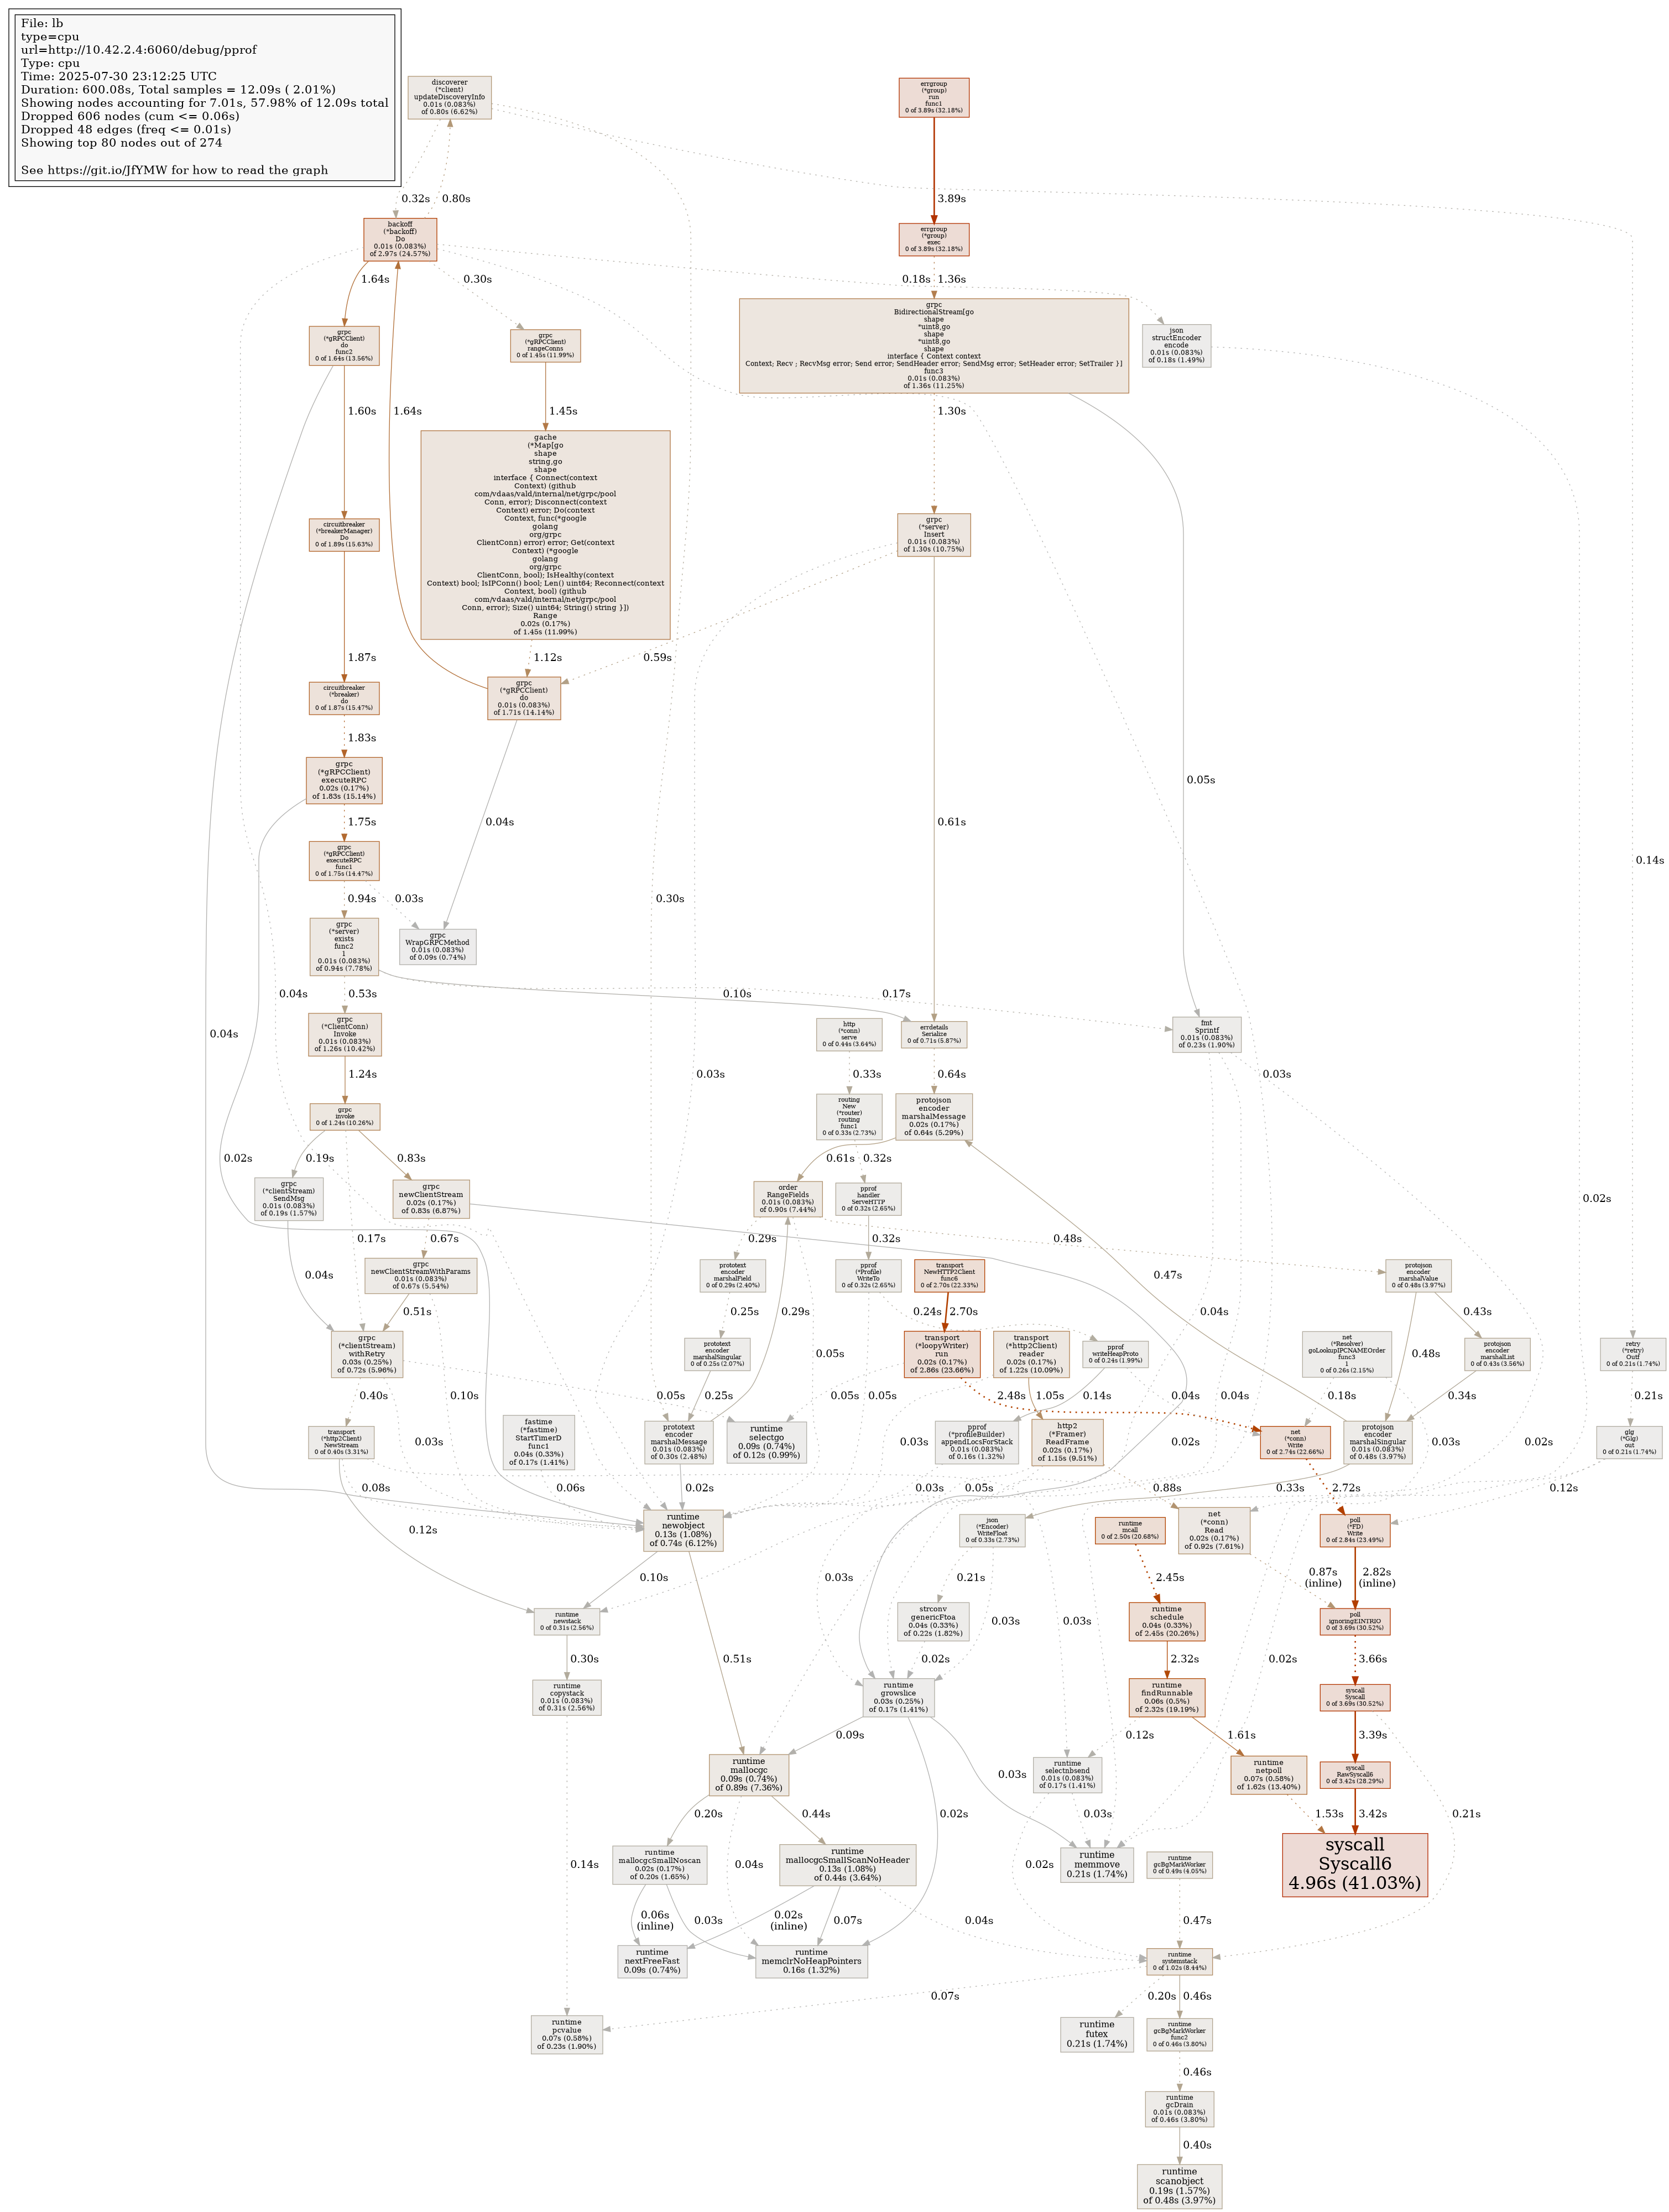 File: lb
type=cpu
url=http://10.42.2.4:6060/debug/pprof
Type: cpu
Time: 2025-07-30 23:12:25 UTC
Duration: 600.08s, Total samples = 12.09s ( 2.01%)
Showing nodes accounting for 7.01s, 57.98% of 12.09s total
Dropped 606 nodes (cum <= 0.06s)
Dropped 48 edges (freq <= 0.01s)
Showing top 80 nodes out of 274
See https://git.io/JfYMW for how to read the graph
discoverer
(*client)
updateDiscoveryInfo
0.01s (0.083%)
of 0.80s (6.62%)
errgroup
(*group)
run
func1
0 of 3.89s (32.18%)
0.32s
0.80s
3.89s
backoff
(*backoff)
Do
0.01s (0.083%)
of 2.97s (24.57%)
errgroup
(*group)
exec
0 of 3.89s (32.18%)
1.64s
0.30s
0.18s
1.36s
grpc
(*gRPCClient)
do
func2
0 of 1.64s (13.56%)
grpc
(*gRPCClient)
rangeConns
0 of 1.45s (11.99%)
grpc
BidirectionalStream[go
shape
*uint8,go
shape
*uint8,go
shape
interface { Context context
Context; Recv ; RecvMsg error; Send error; SendHeader error; SendMsg error; SetHeader error; SetTrailer }]
func3
0.01s (0.083%)
of 1.36s (11.25%)
json
structEncoder
encode
0.01s (0.083%)
of 0.18s (1.49%)
1.60s
1.64s
1.45s
1.30s
gache
(*Map[go
shape
string,go
shape
interface { Connect(context
Context) (github
com/vdaas/vald/internal/net/grpc/pool
Conn, error); Disconnect(context
Context) error; Do(context
Context, func(*google
golang
org/grpc
ClientConn) error) error; Get(context
Context) (*google
golang
org/grpc
ClientConn, bool); IsHealthy(context
Context) bool; IsIPConn() bool; Len() uint64; Reconnect(context
Context, bool) (github
com/vdaas/vald/internal/net/grpc/pool
Conn, error); Size() uint64; String() string }])
Range
0.02s (0.17%)
of 1.45s (11.99%)
circuitbreaker
(*breakerManager)
Do
0 of 1.89s (15.63%)
grpc
(*server)
Insert
0.01s (0.083%)
of 1.30s (10.75%)
1.87s
1.12s
0.59s
circuitbreaker
(*breaker)
do
0 of 1.87s (15.47%)
grpc
(*gRPCClient)
do
0.01s (0.083%)
of 1.71s (14.14%)
1.83s
grpc
(*gRPCClient)
executeRPC
0.02s (0.17%)
of 1.83s (15.14%)
0.05s
1.75s
0.04s
0.61s
grpc
(*gRPCClient)
executeRPC
func1
0 of 1.75s (14.47%)
0.14s
0.94s
0.03s
0.30s
grpc
(*server)
exists
func2
1
0.01s (0.083%)
of 0.94s (7.78%)
grpc
WrapGRPCMethod
0.01s (0.083%)
of 0.09s (0.74%)
0.04s
0.53s
0.10s
0.17s
grpc
(*ClientConn)
Invoke
0.01s (0.083%)
of 1.26s (10.42%)
http
(*conn)
serve
0 of 0.44s (3.64%)
errdetails
Serialize
0 of 0.71s (5.87%)
fmt
Sprintf
0.01s (0.083%)
of 0.23s (1.90%)
0.04s
1.24s
0.03s
0.33s
0.64s
0.03s
grpc
invoke
0 of 1.24s (10.26%)
routing
New
(*router)
routing
func1
0 of 0.33s (2.73%)
protojson
encoder
marshalMessage
0.02s (0.17%)
of 0.64s (5.29%)
0.02s
0.19s
0.83s
0.61s
0.32s
grpc
(*clientStream)
SendMsg
0.01s (0.083%)
of 0.19s (1.57%)
grpc
newClientStream
0.02s (0.17%)
of 0.83s (6.87%)
order
RangeFields
0.01s (0.083%)
of 0.90s (7.44%)
pprof
handler
ServeHTTP
0 of 0.32s (2.65%)
0.02s
0.17s
0.67s
0.29s
0.32s
0.48s
0.04s
grpc
newClientStreamWithParams
0.01s (0.083%)
of 0.67s (5.54%)
prototext
encoder
marshalField
0 of 0.29s (2.40%)
pprof
(*Profile)
WriteTo
0 of 0.32s (2.65%)
transport
NewHTTP2Client
func6
0 of 2.70s (22.33%)
0.47s
protojson
encoder
marshalValue
0 of 0.48s (3.97%)
0.51s
0.25s
0.29s
0.24s
2.70s
0.04s
0.43s
grpc
(*clientStream)
withRetry
0.03s (0.25%)
of 0.72s (5.96%)
prototext
encoder
marshalSingular
0 of 0.25s (2.07%)
transport
(*loopyWriter)
run
0.02s (0.17%)
of 2.86s (23.66%)
transport
(*http2Client)
reader
0.02s (0.17%)
of 1.22s (10.09%)
pprof
writeHeapProto
0 of 0.24s (1.99%)
net
(*Resolver)
goLookupIPCNAMEOrder
func3
1
0 of 0.26s (2.15%)
0.48s
protojson
encoder
marshalList
0 of 0.43s (3.56%)
retry
(*retry)
Outf
0 of 0.21s (1.74%)
0.40s
0.10s
0.05s
0.25s
0.05s
0.05s
0.05s
2.48s
1.05s
0.14s
0.04s
0.04s
0.18s
0.34s
0.21s
transport
(*http2Client)
NewStream
0 of 0.40s (3.31%)
fastime
(*fastime)
StartTimerD
func1
0.04s (0.33%)
of 0.17s (1.41%)
prototext
encoder
marshalMessage
0.01s (0.083%)
of 0.30s (2.48%)
runtime
selectgo
0.09s (0.74%)
of 0.12s (0.99%)
pprof
(*profileBuilder)
appendLocsForStack
0.01s (0.083%)
of 0.16s (1.32%)
http2
(*Framer)
ReadFrame
0.02s (0.17%)
of 1.15s (9.51%)
net
(*conn)
Write
0 of 2.74s (22.66%)
protojson
encoder
marshalSingular
0.01s (0.083%)
of 0.48s (3.97%)
glg
(*Glg)
out
0 of 0.21s (1.74%)
0.03s
0.03s
0.02s
0.03s
0.02s
0.08s
0.06s
0.02s
0.03s
0.05s
0.88s
0.33s
2.72s
0.12s
0.12s
runtime
newobject
0.13s (1.08%)
of 0.74s (6.12%)
json
(*Encoder)
WriteFloat
0 of 0.33s (2.73%)
runtime
mcall
0 of 2.50s (20.68%)
net
(*conn)
Read
0.02s (0.17%)
of 0.92s (7.61%)
poll
(*FD)
Write
0 of 2.84s (23.49%)
0.10s
0.03s
0.21s
0.03s
0.03s
2.45s
0.02s
0.87s
(inline)
2.82s
(inline)
runtime
newstack
0 of 0.31s (2.56%)
strconv
genericFtoa
0.04s (0.33%)
of 0.22s (1.82%)
runtime
schedule
0.04s (0.33%)
of 2.45s (20.26%)
poll
ignoringEINTRIO
0 of 3.69s (30.52%)
0.30s
0.51s
0.02s
2.32s
3.66s
runtime
copystack
0.01s (0.083%)
of 0.31s (2.56%)
runtime
growslice
0.03s (0.25%)
of 0.17s (1.41%)
runtime
findRunnable
0.06s (0.5%)
of 2.32s (19.19%)
syscall
Syscall
0 of 3.69s (30.52%)
0.09s
0.12s
1.61s
3.39s
runtime
mallocgc
0.09s (0.74%)
of 0.89s (7.36%)
0.03s
runtime
selectnbsend
0.01s (0.083%)
of 0.17s (1.41%)
runtime
netpoll
0.07s (0.58%)
of 1.62s (13.40%)
syscall
RawSyscall6
0 of 3.42s (28.29%)
0.20s
0.44s
0.02s
0.03s
1.53s
3.42s
0.21s
0.14s
runtime
mallocgcSmallNoscan
0.02s (0.17%)
of 0.20s (1.65%)
0.04s
runtime
mallocgcSmallScanNoHeader
0.13s (1.08%)
of 0.44s (3.64%)
0.02s
runtime
memmove
0.21s (1.74%)
runtime
gcBgMarkWorker
0 of 0.49s (4.05%)
syscall
Syscall6
4.96s (41.03%)
0.06s
(inline)
0.03s
0.02s
(inline)
0.07s
0.04s
0.47s
runtime
nextFreeFast
0.09s (0.74%)
runtime
memclrNoHeapPointers
0.16s (1.32%)
runtime
systemstack
0 of 1.02s (8.44%)
0.07s
0.20s
0.46s
runtime
pcvalue
0.07s (0.58%)
of 0.23s (1.90%)
runtime
futex
0.21s (1.74%)
runtime
gcBgMarkWorker
func2
0 of 0.46s (3.80%)
0.46s
runtime
gcDrain
0.01s (0.083%)
of 0.46s (3.80%)
0.40s
runtime
scanobject
0.19s (1.57%)
of 0.48s (3.97%)